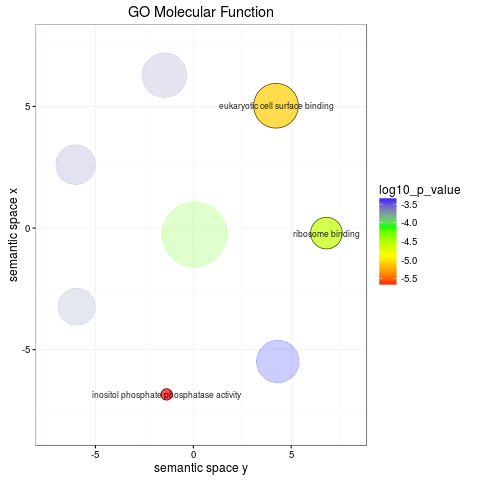 GO Molecular Function
eukaryotic cell surface binding
ribosome binding
inositol phosphate phosphatase activity
5
0
-5
semantic space x
-5
0
5
semantic space y
log10_p_value
-3.5
-4.0
-4.5
-5.0
-5.5